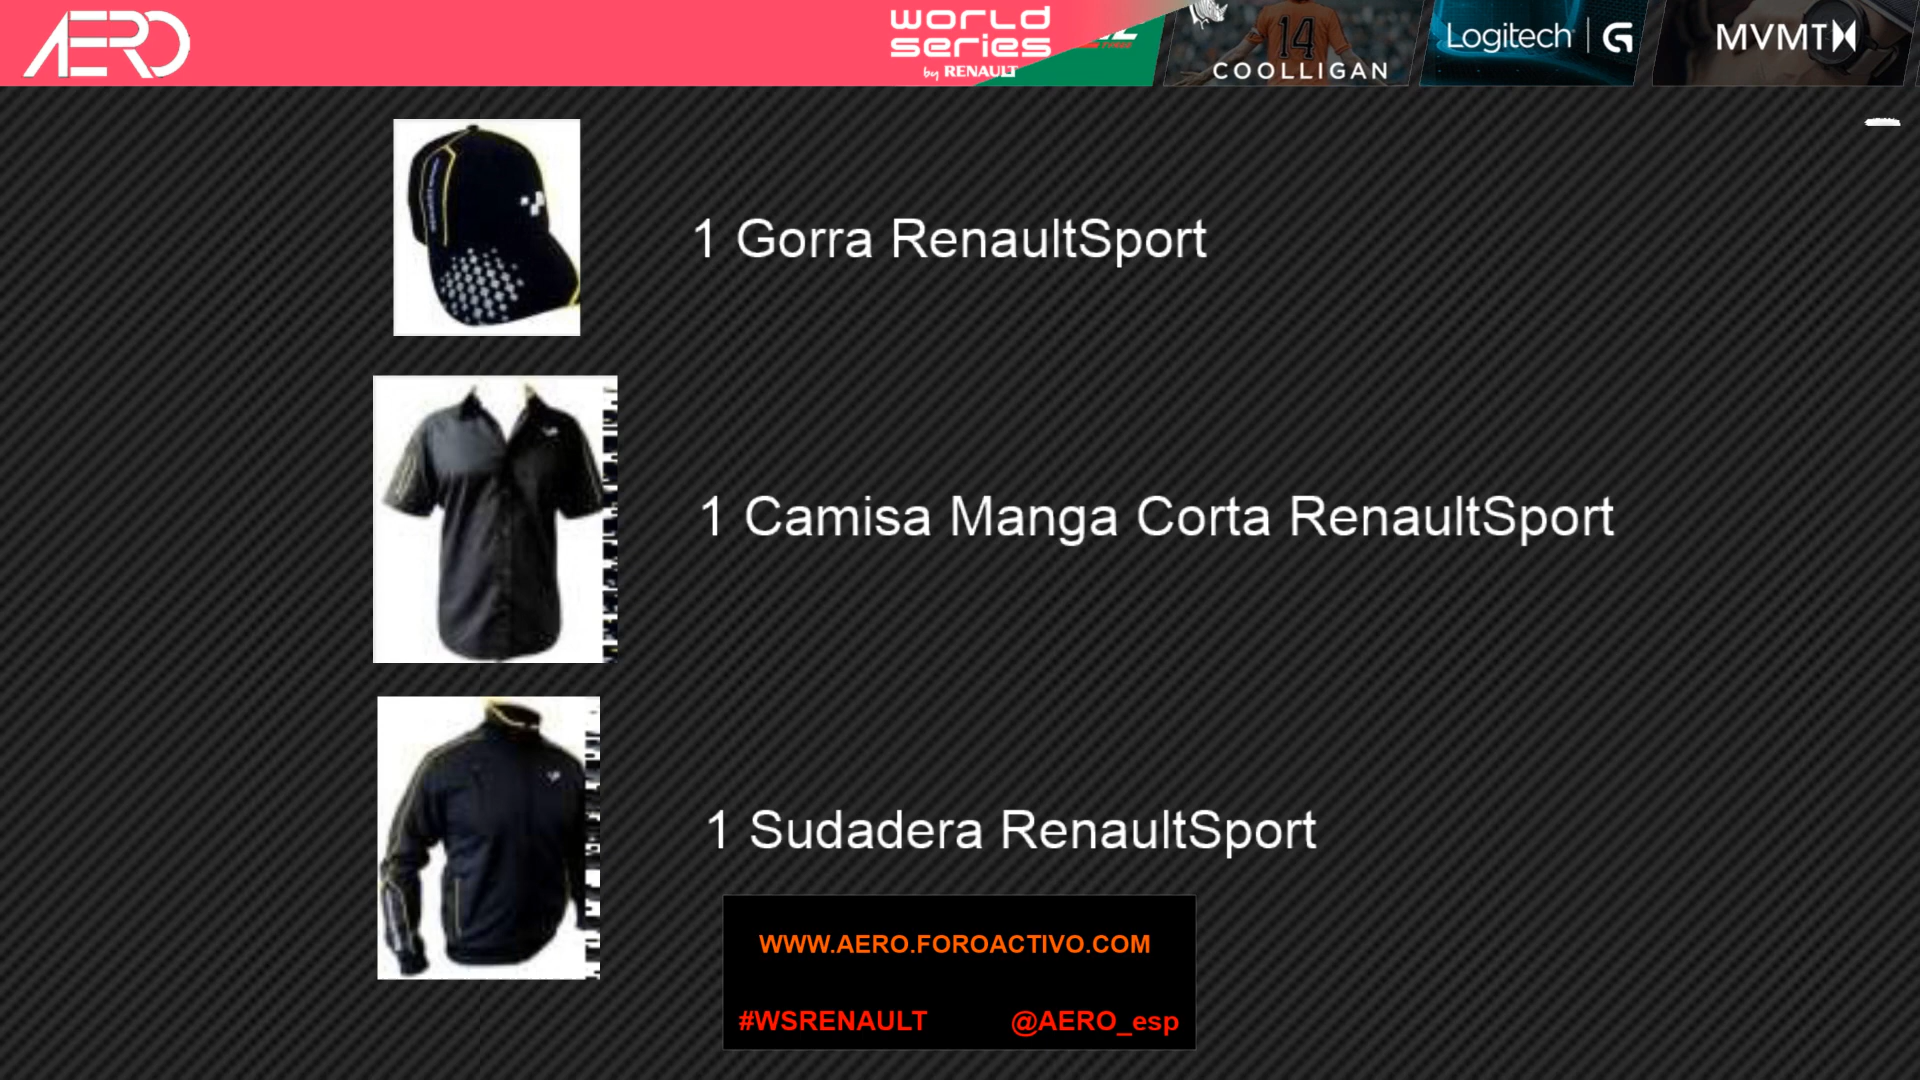 AERO
world
series
by RENAULT
14
COOLLIGAN
Logitech G
MVMT
1 Gorra RenaultSport
1 Camisa Manga Corta RenaultSport
1 Sudadera RenaultSport
WWW.AERO.FOROACTIVO.COM
#WSRENAULT @AERO_esp